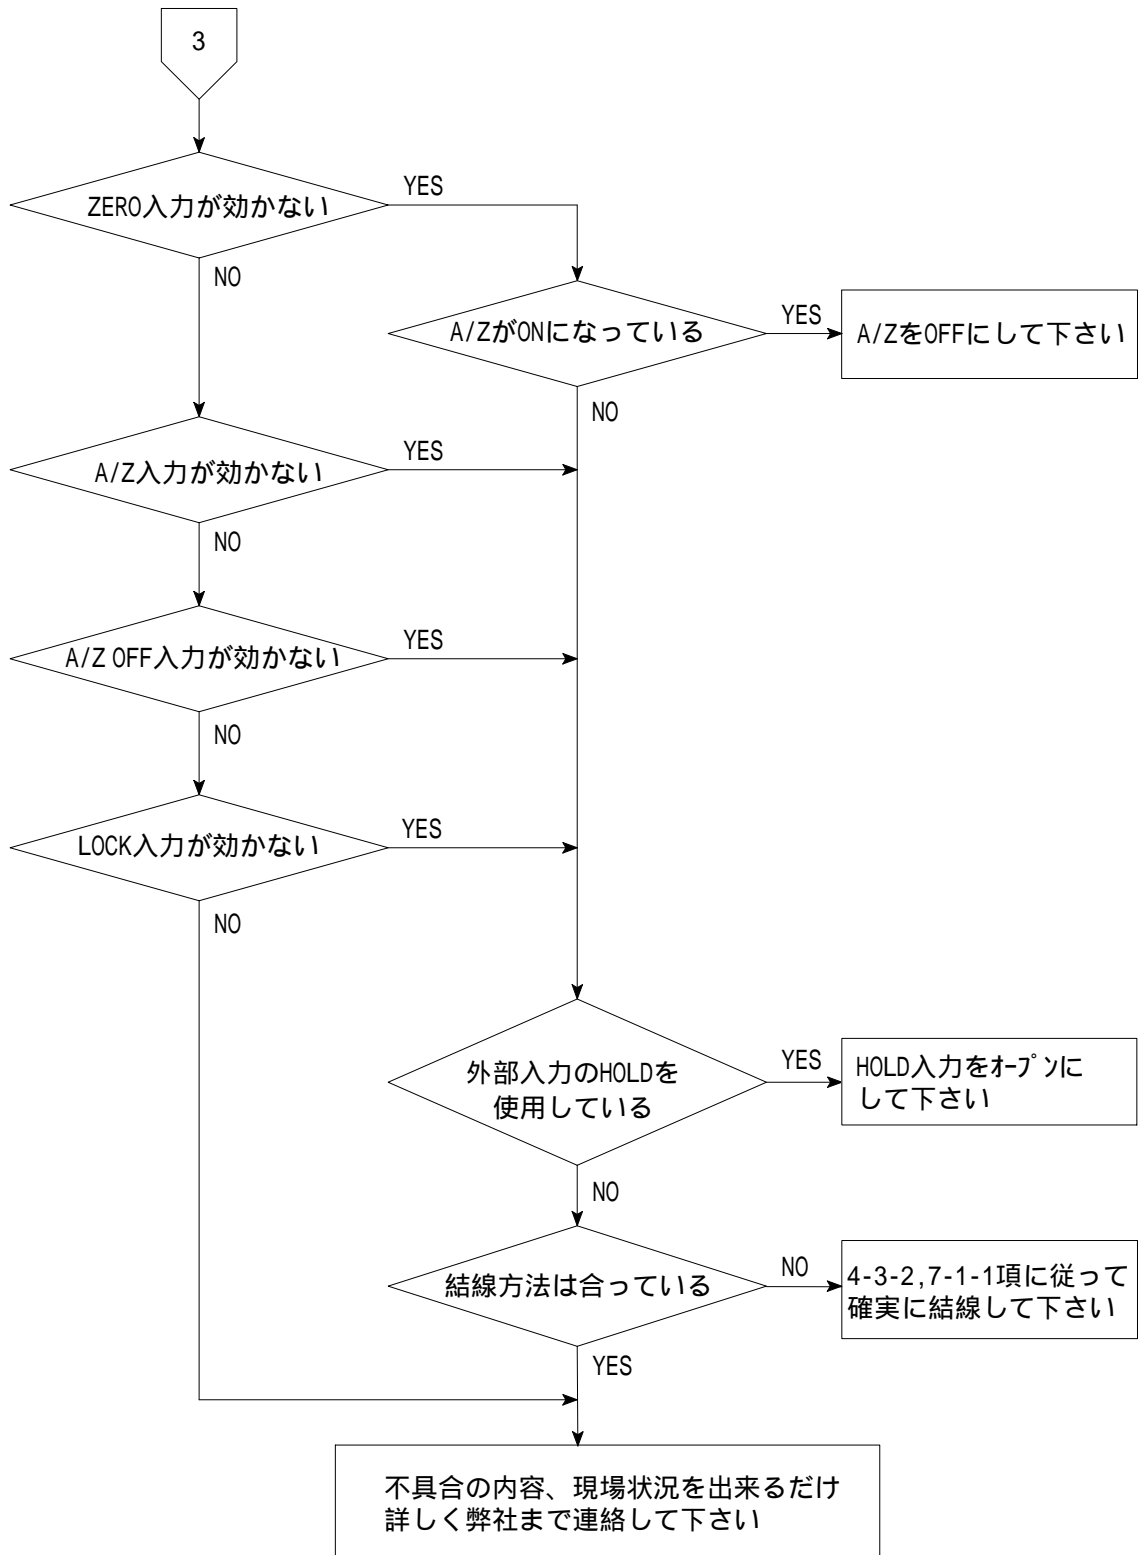 3
ZERO入力が効かない
YES
NO
A/ZがONになっている
YES
A/ZをOFFにして下さい
NO
A/Z入力が効かない
YES
NO
A/Z OFF入力が効かない
YES
NO
LOCK入力が効かない
YES
NO
外部入力のHOLDを
使用している
YES
HOLD入力をｵｰﾌﾟﾝに
して下さい
NO
結線方法は合っている
NO
4-3-2,7-1-1項に従って
確実に結線して下さい
YES
不具合の内容、現場状況を出来るだけ
詳しく弊社まで連絡して下さい